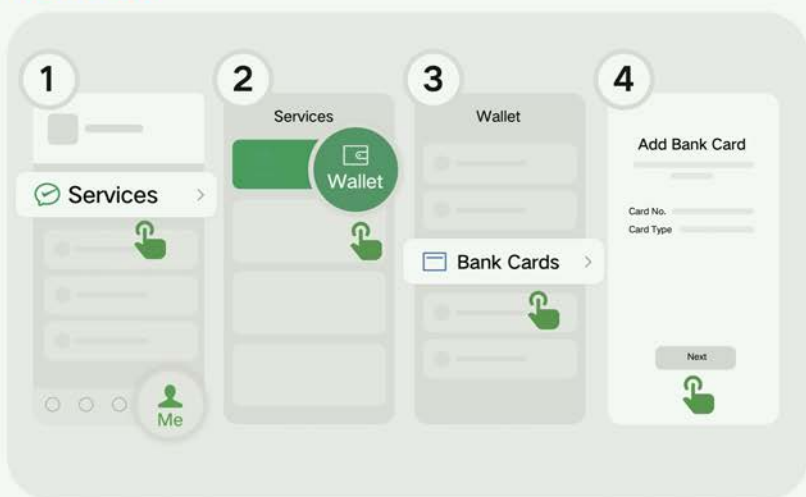 1
Services
Me
2
Services
Wallet
3
Wallet
Bank Cards
4
Add Bank Card
Card No.
Card Type
Next